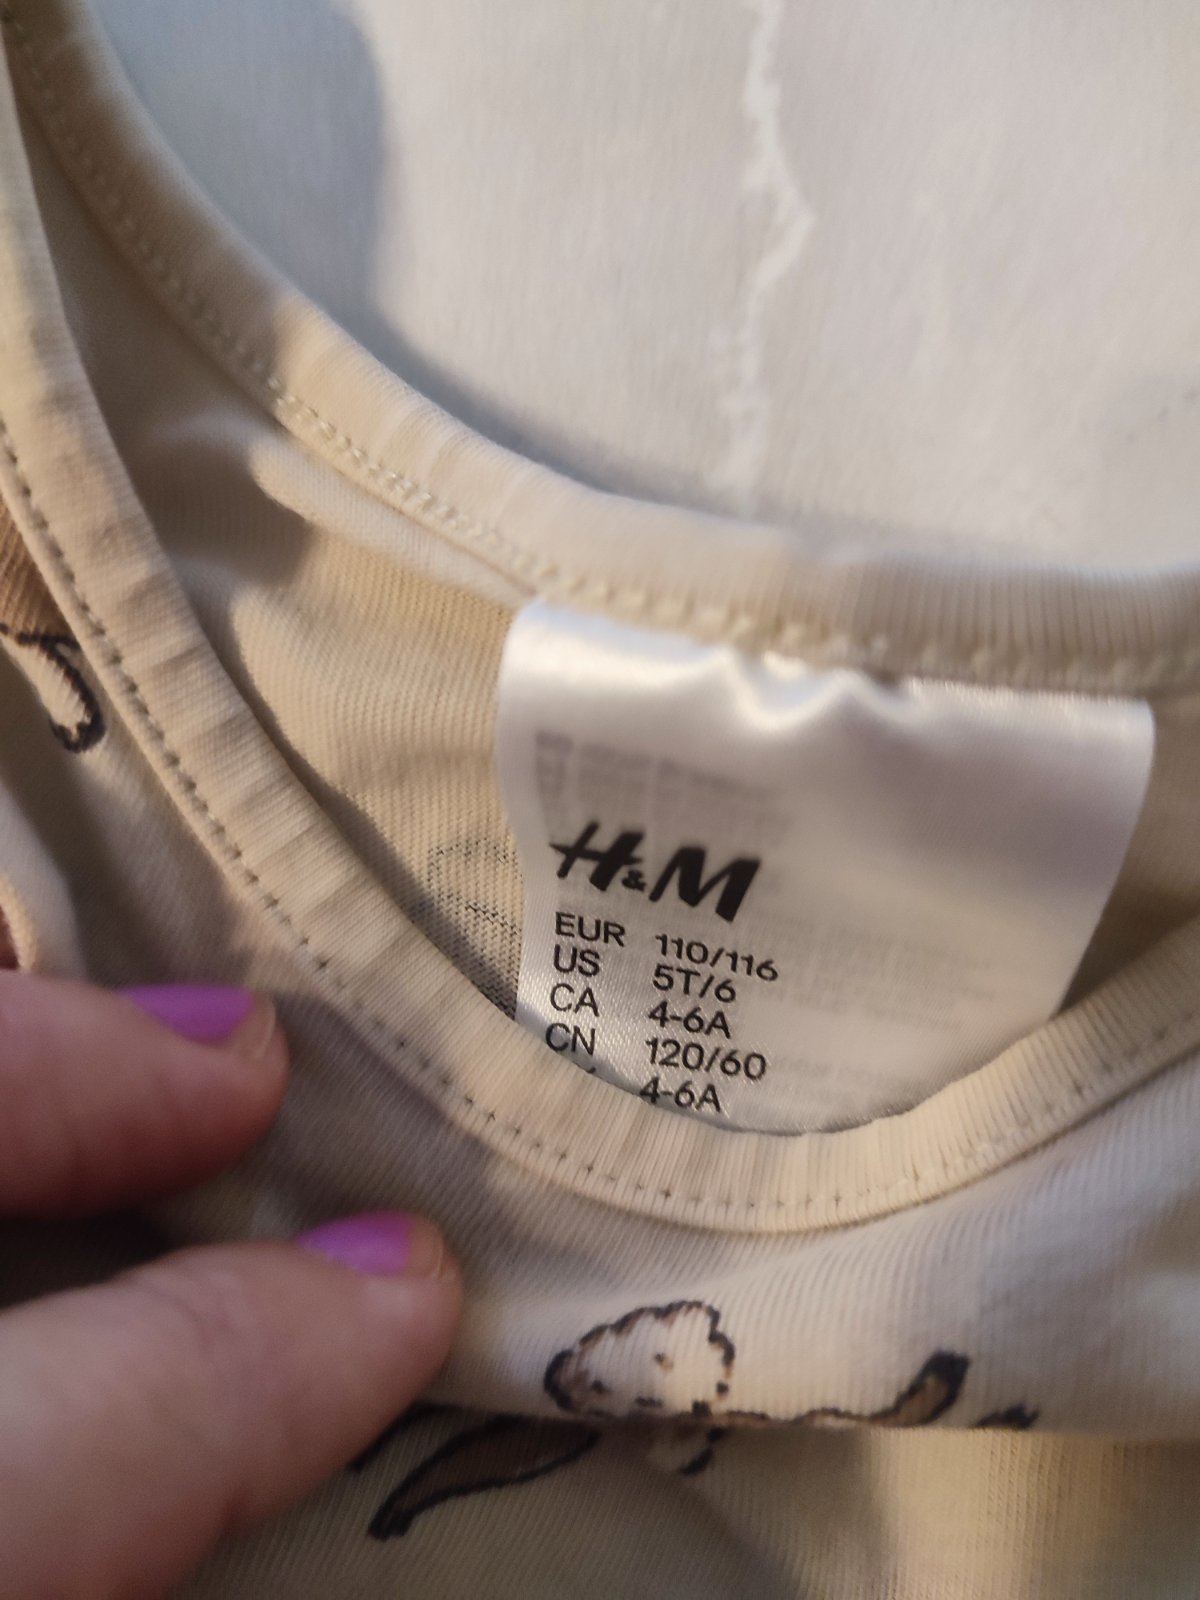 H&M
EUR 110/116
US 5T/6
CA 4-6A
CN 120/60
4-6A